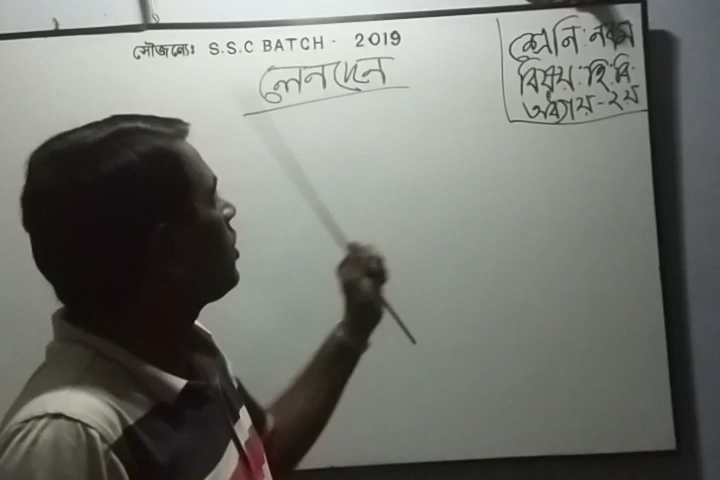 সৌজন্যেঃ S.S.C BATCH - 2019
লেনদেন
শ্রেনি: নবম
বিষয়: হি. বি.
অধ্যায় - ২য়